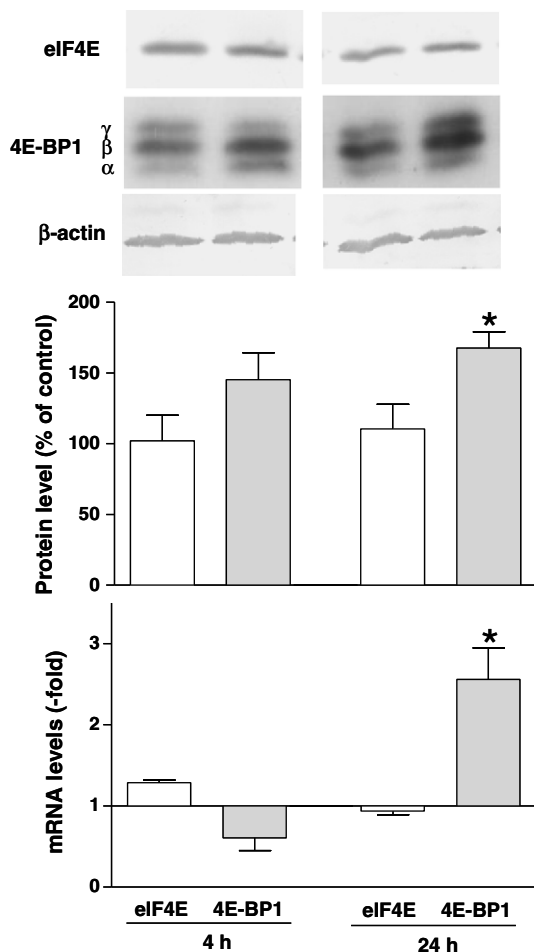 eIF4E
4E-BP1
γ
β
α
β-actin
Protein level (% of control)
200
150
100
50
0
*
mRNA levels (-fold)
3
2
1
0
*
eIF4E 4E-BP1 eIF4E 4E-BP1
4 h 24 h